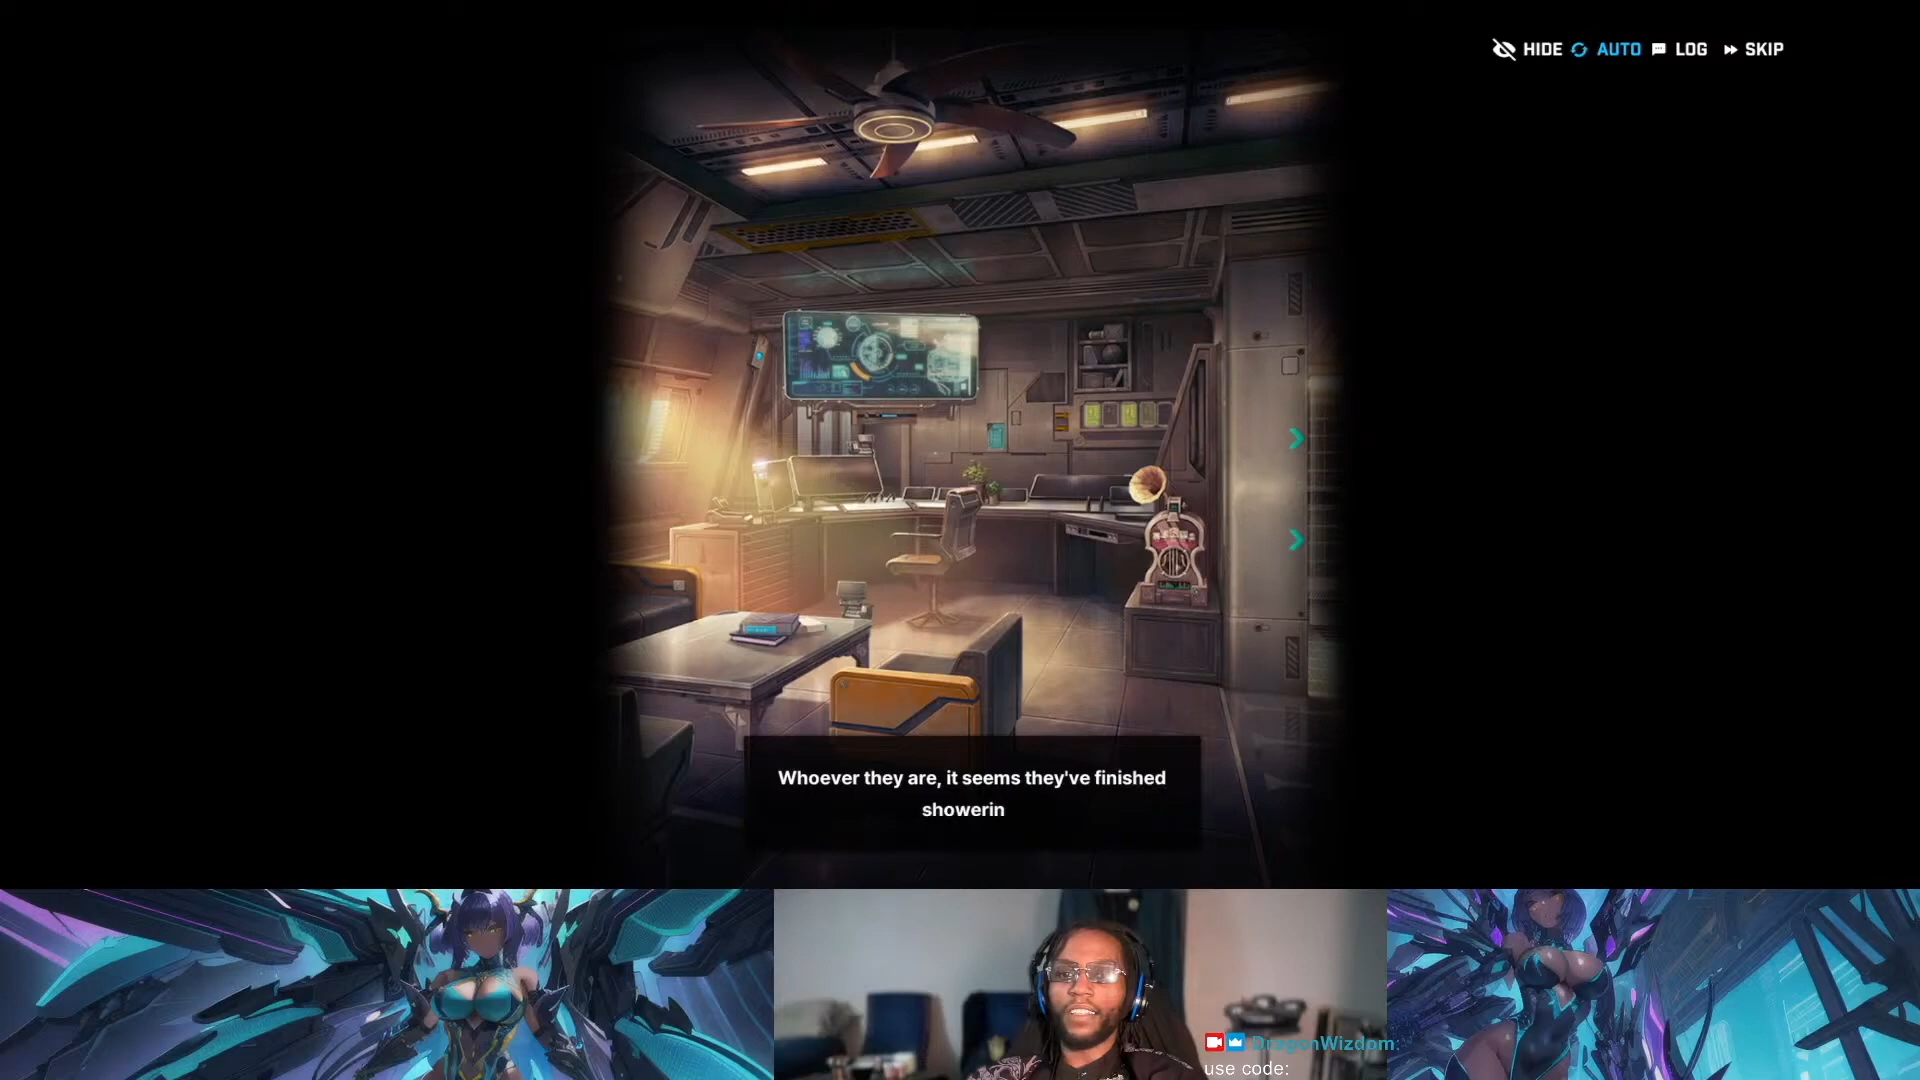 HIDE AUTO LOG SKIP
Whoever they are, it seems they've finished
showerin
DragonWizdom:
use code: